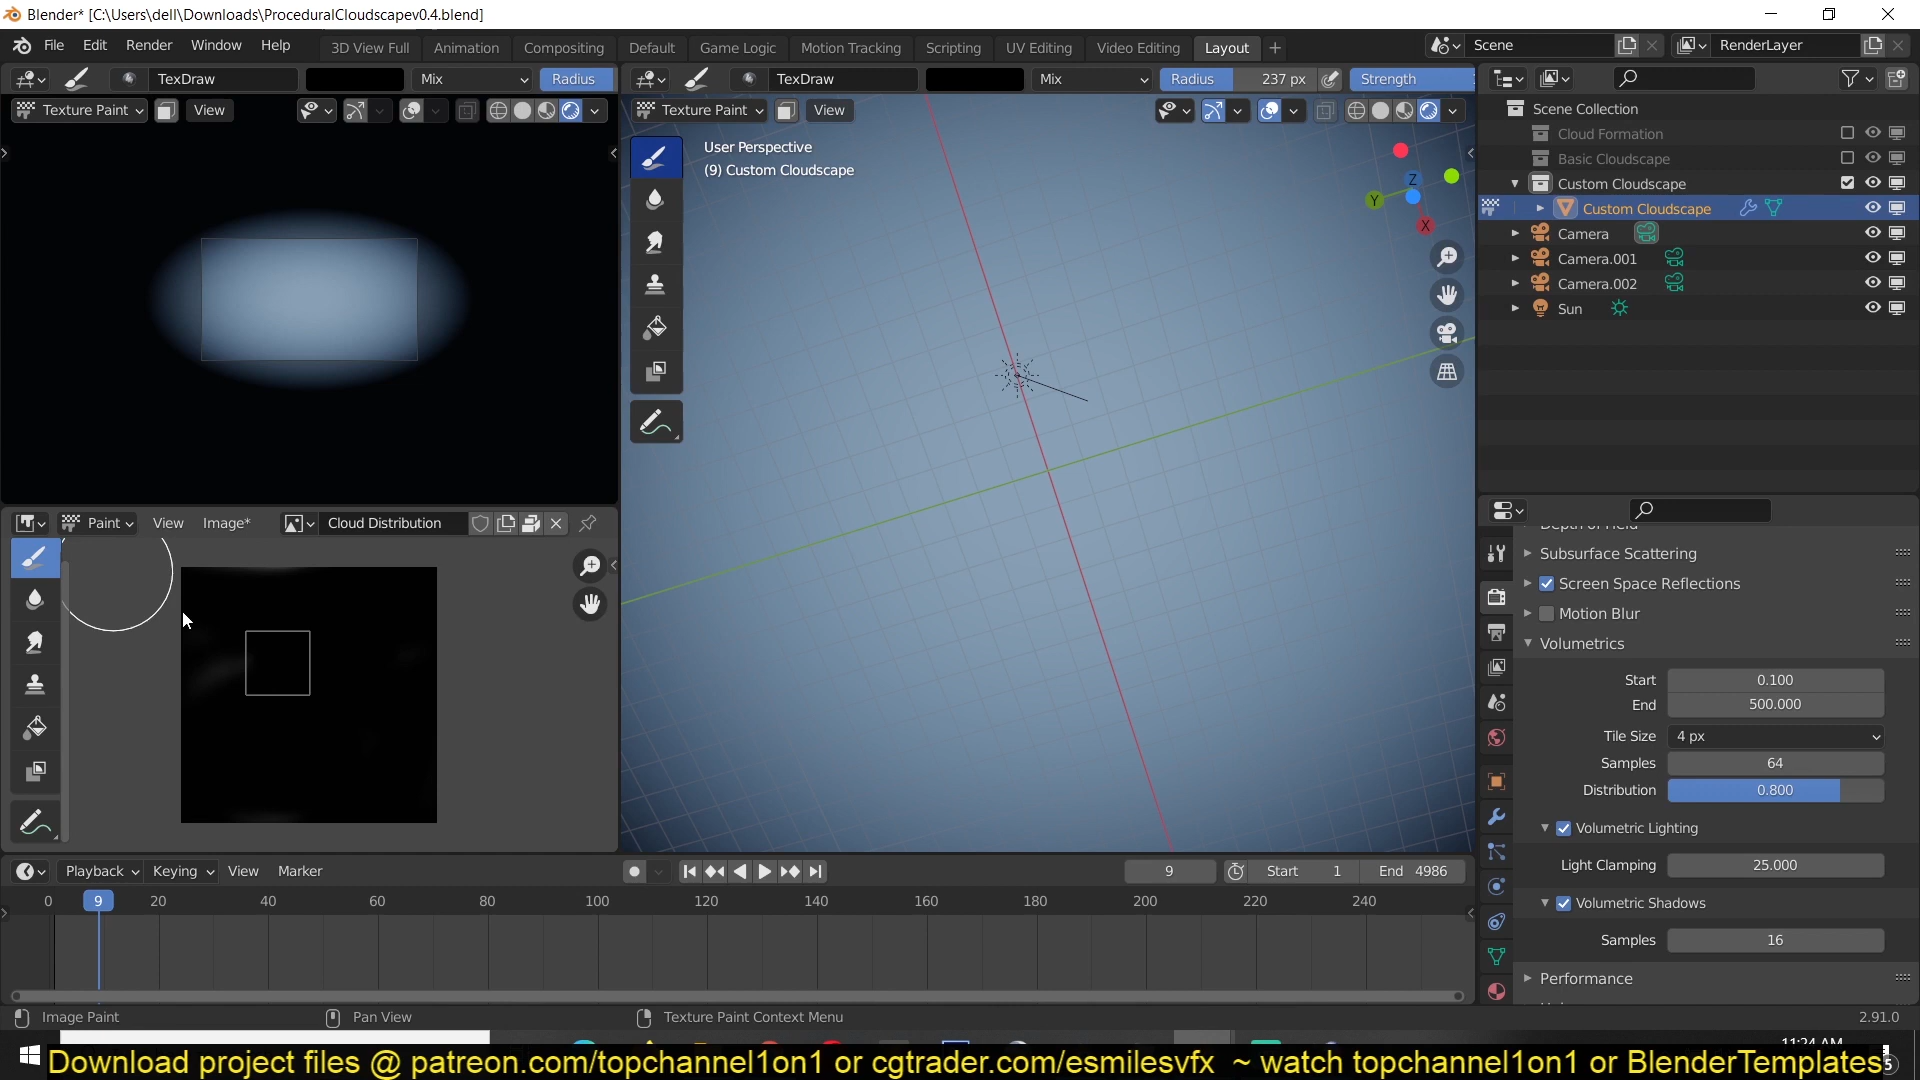 Blender* [C:\Users\dell\Downloads\ProceduralCloudscapev0.4.blend]
File Edit Render Window Help 3D View Full Animation Compositing Default Game Logic Motion Tracking Scripting UV Editing Video Editing Layout + Scene RenderLayer
TexDraw Mix Radius TexDraw Mix Radius 237 px Strength
Texture Paint View Texture Paint View
Scene Collection
Cloud Formation
Basic Cloudscape
Custom Cloudscape
Custom Cloudscape
Camera
Camera.001
Camera.002
Sun
User Perspective
(9) Custom Cloudscape
Z
Y
X
Paint View Image* Cloud Distribution
Subsurface Scattering
Screen Space Reflections
Motion Blur
Volumetrics
Start 0.100
End 500.000
Tile Size 4 px
Samples 64
Distribution 0.800
Volumetric Lighting
Light Clamping 25.000
Volumetric Shadows
Samples 16
Performance
Playback Keying View Marker 9 Start 1 End 4986
0 9 20 40 60 80 100 120 140 160 180 200 220 240
Image Paint Pan View Texture Paint Context Menu 2.91.0
Download project files @ patreon.com/topchannel1on1 or cgtrader.com/esmilesvfx ~ watch topchannel1on1 or BlenderTemplates